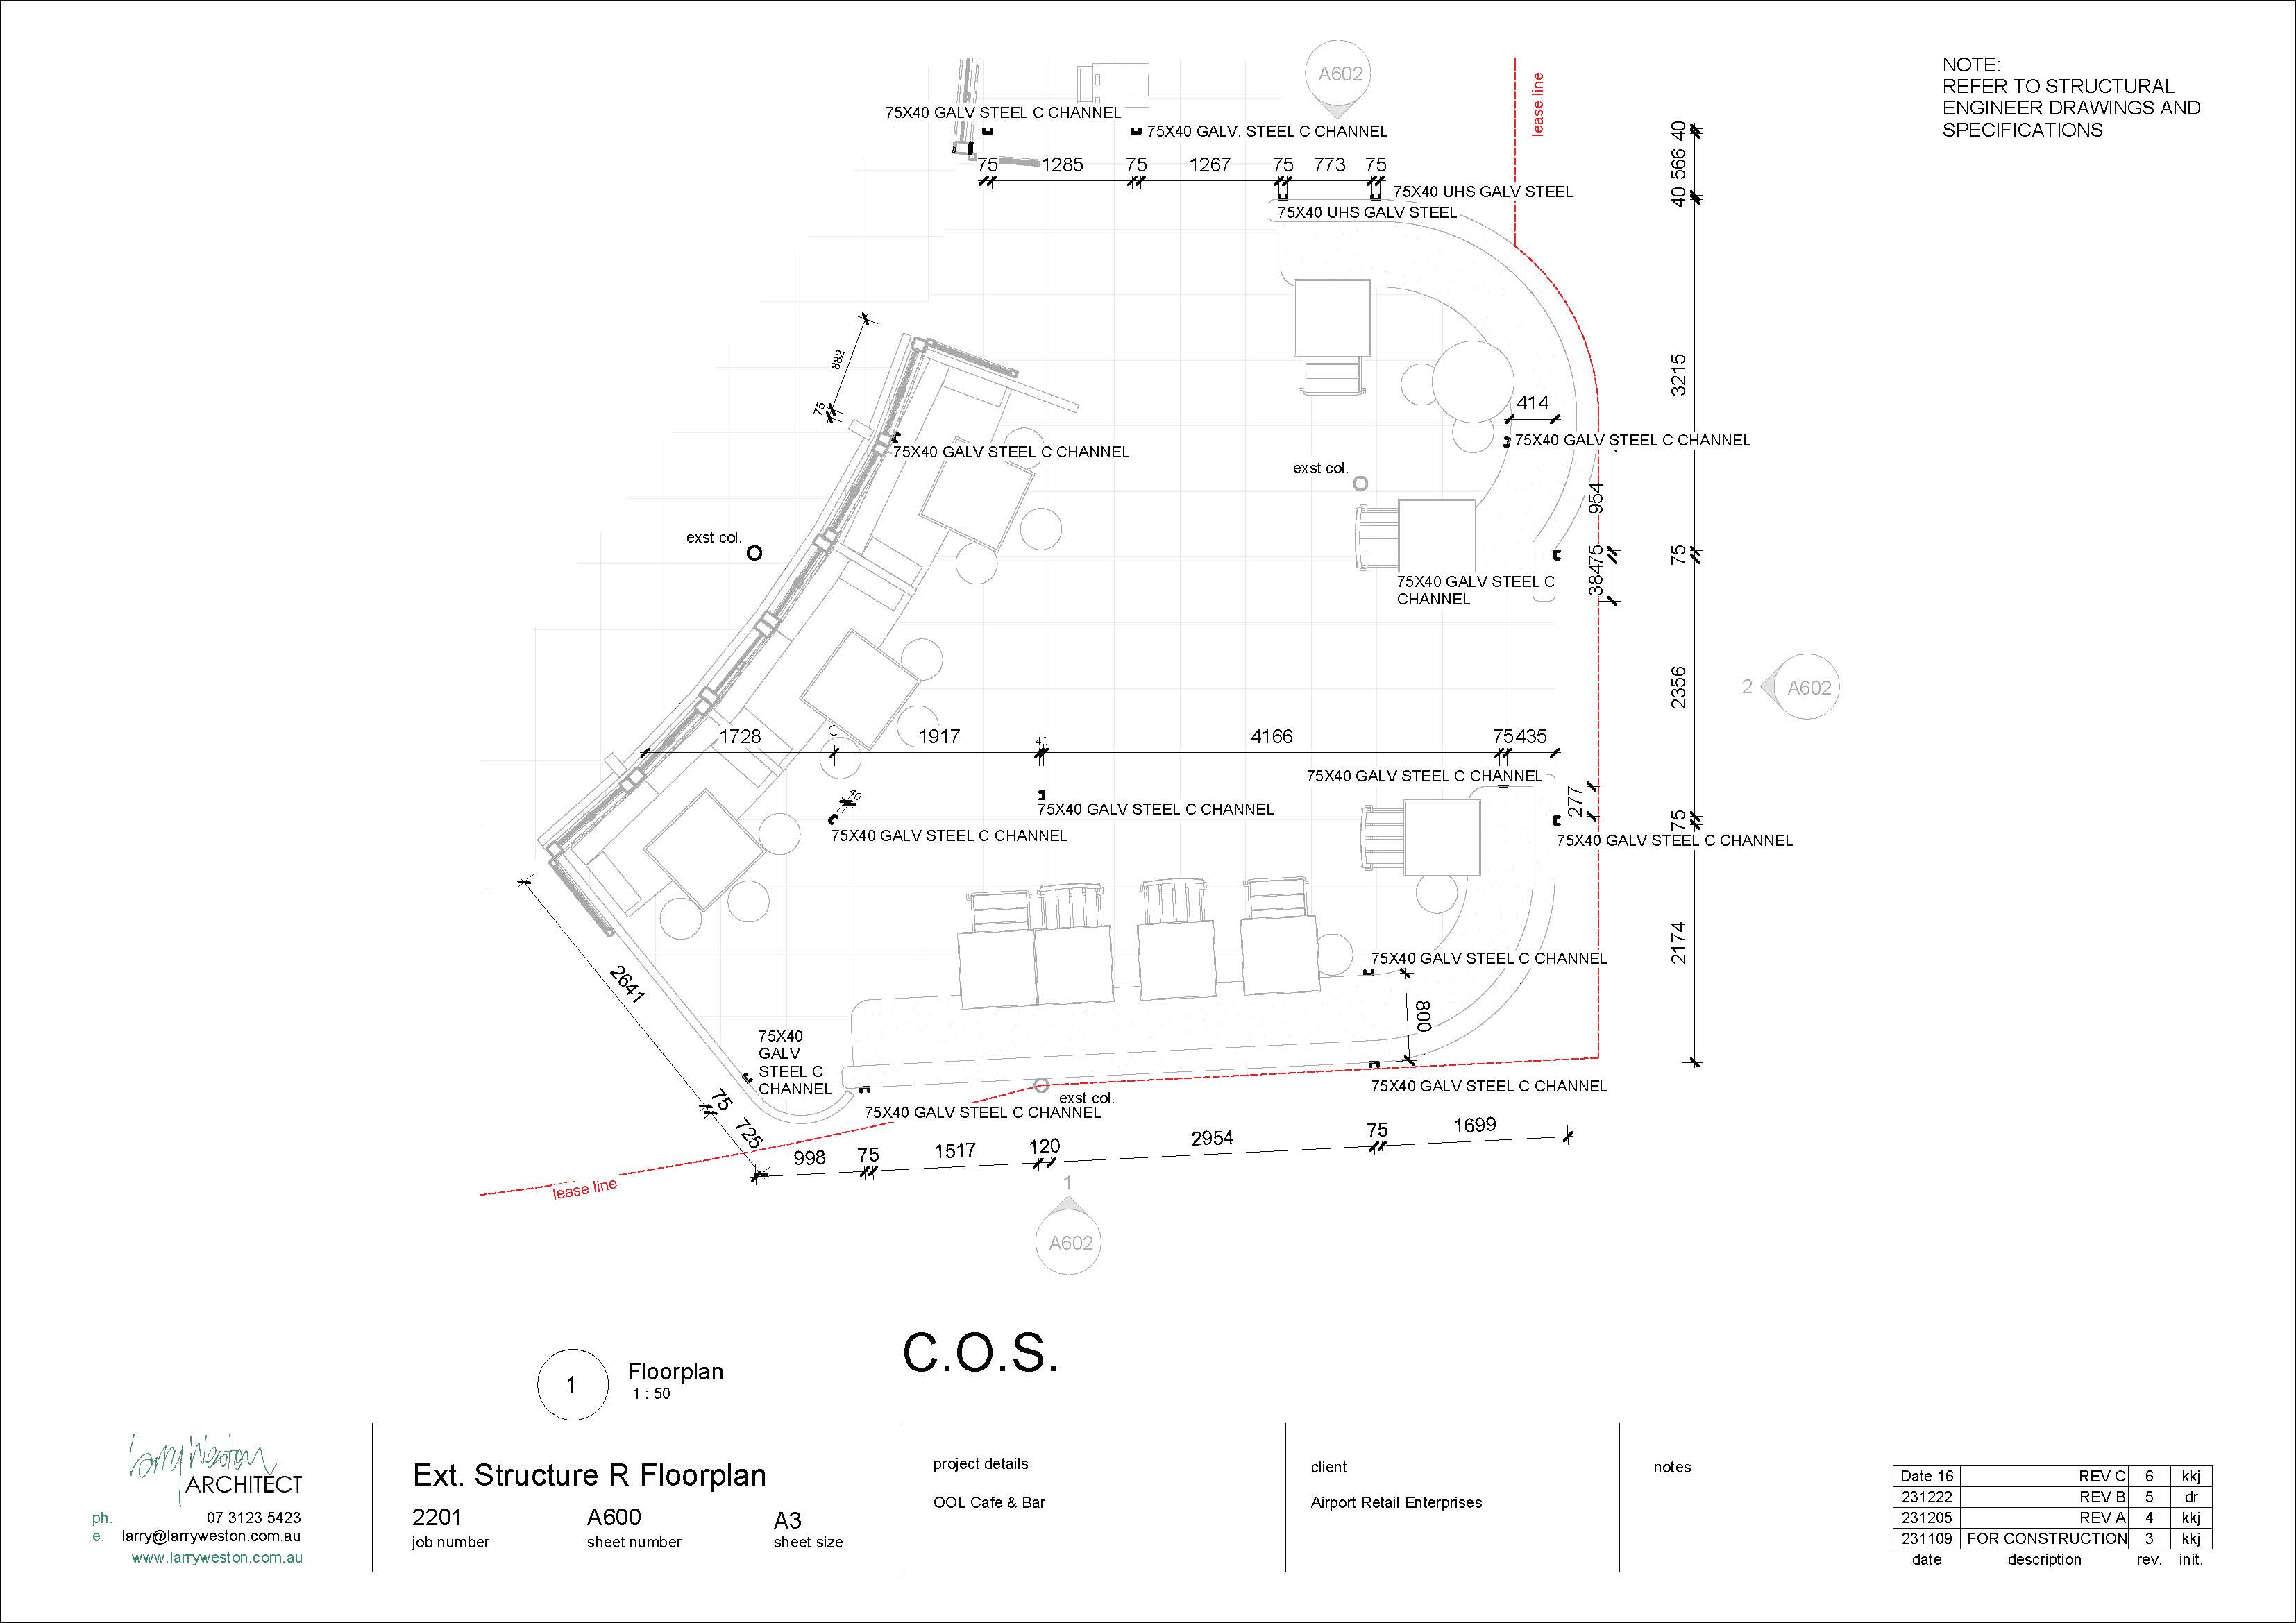 A602
lease line
NOTE:
REFER TO STRUCTURAL
ENGINEER DRAWINGS AND
SPECIFICATIONS
75X40 GALV STEEL C CHANNEL
75X40 GALV. STEEL C CHANNEL
75 1285 75 1267 75 773 75
40
566
40
75X40 UHS GALV STEEL
75X40 UHS GALV STEEL
882
75
3215
414
75X40 GALV STEEL C CHANNEL
75X40 GALV STEEL C CHANNEL
exst col.
954
exst col.
75
75
384
75X40 GALV STEEL C
CHANNEL
2356
2 A602
1728 1917 40 4166 75 435
75X40 GALV STEEL C CHANNEL
277
40
75X40 GALV STEEL C CHANNEL
75X40 GALV STEEL C CHANNEL
75
75X40 GALV STEEL C CHANNEL
2174
75X40 GALV STEEL C CHANNEL
2641
800
75X40
GALV
STEEL C
CHANNEL
75X40 GALV STEEL C CHANNEL
exst col.
75X40 GALV STEEL C CHANNEL
75
725
998 75 1517 120 2954 75 1699
lease line
1
A602
C.O.S.
1
Floorplan
1 : 50
Larry Weston
ARCHITECT
ph. 07 3123 5423
e. larry@larryweston.com.au
www.larryweston.com.au
Ext. Structure R Floorplan
2201 A600 A3
job number sheet number sheet size
project details
OOL Cafe & Bar
client
Airport Retail Enterprises
notes
Date 16 REV C 6 kkj
231222 REV B 5 dr
231205 REV A 4 kkj
231109 FOR CONSTRUCTION 3 kkj
date description rev. init.